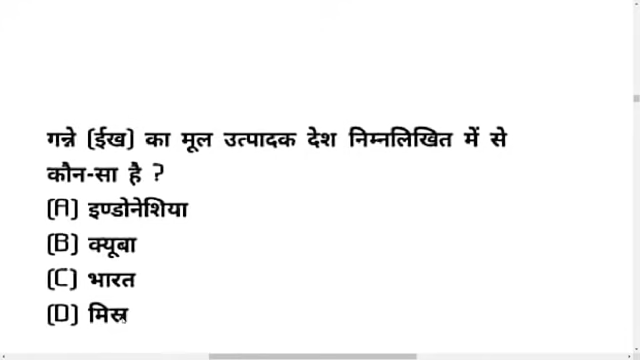 गन्ने (ईख) का मूल उत्पादक देश निम्नलिखित में से
कौन-सा है ?
(A) इण्डोनेशिया
(B) क्यूबा
(C) भारत
(D) मिस्र